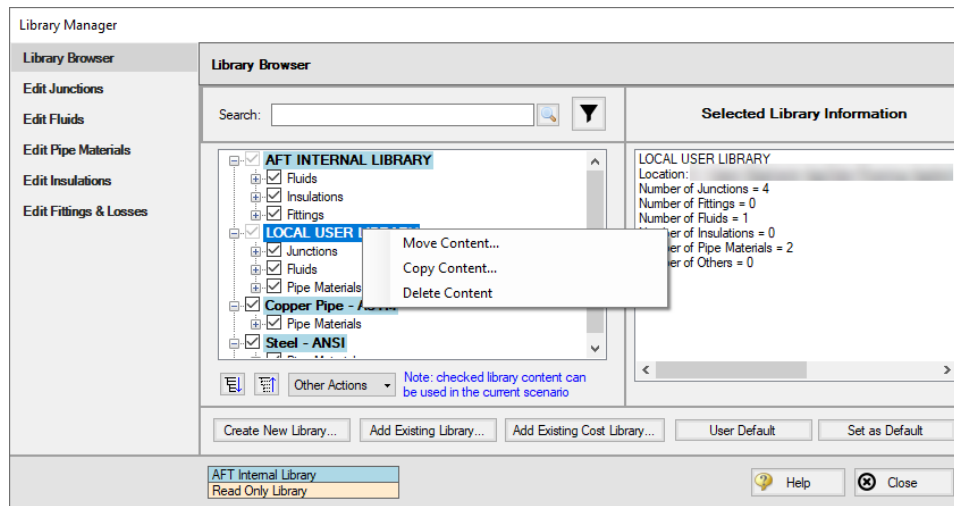 Library Manager
Library Browser
Edit Junctions
Edit Fluids
Edit Pipe Materials
Edit Insulations
Edit Fittings & Losses
Library Browser
Search:
AFT INTERNAL LIBRARY
Fluids
Insulations
Fittings
LOCAL USER
Junctions
Fluids
Pipe Materials
Copper Pipe -
Pipe Materials
Steel - ANSI
Move Content...
Copy Content...
Delete Content
Other Actions
Note: checked library content can
be used in the current scenario
Selected Library Information
LOCAL USER LIBRARY
Location:
Number of Junctions = 4
Number of Fittings = 0
Number of Fluids = 1
of Insulations = 0
of Pipe Materials = 2
of Others = 0
Create New Library...
Add Existing Library...
Add Existing Cost Library...
User Default
Set as Default
AFT Internal Library
Read Only Library
Help
Close